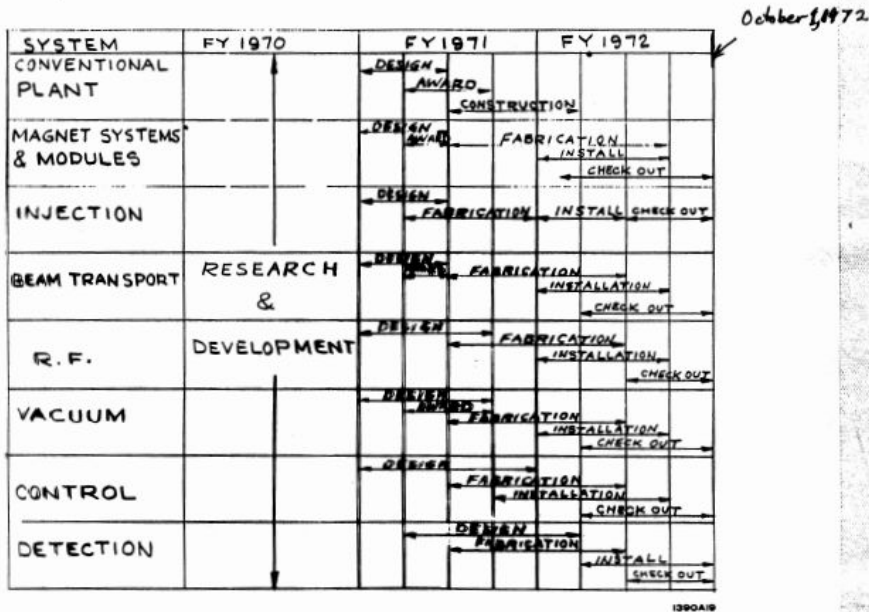 October 1, 1972
SYSTEM FY 1970 FY 1971 FY 1972
CONVENTIONAL
PLANT
DESIGN
AWARD
CONSTRUCTION
MAGNET SYSTEMS
& MODULES
DESIGN
AWARD
FABRICATION
INSTALL
CHECK OUT
INJECTION
DESIGN
FABRICATION INSTALL CHECK OUT
BEAM TRANSPORT
RESEARCH
&
DEVELOPMENT
DESIGN
FABRICATION
INSTALLATION
CHECK OUT
R.F.
DESIGN
FABRICATION
INSTALLATION
CHECK OUT
VACUUM
DESIGN
AWARD
FABRICATION
INSTALLATION
CHECK OUT
CONTROL
DESIGN
FABRICATION
INSTALLATION
CHECK OUT
DETECTION
DESIGN
FABRICATION
INSTALL
CHECK OUT
1390A19